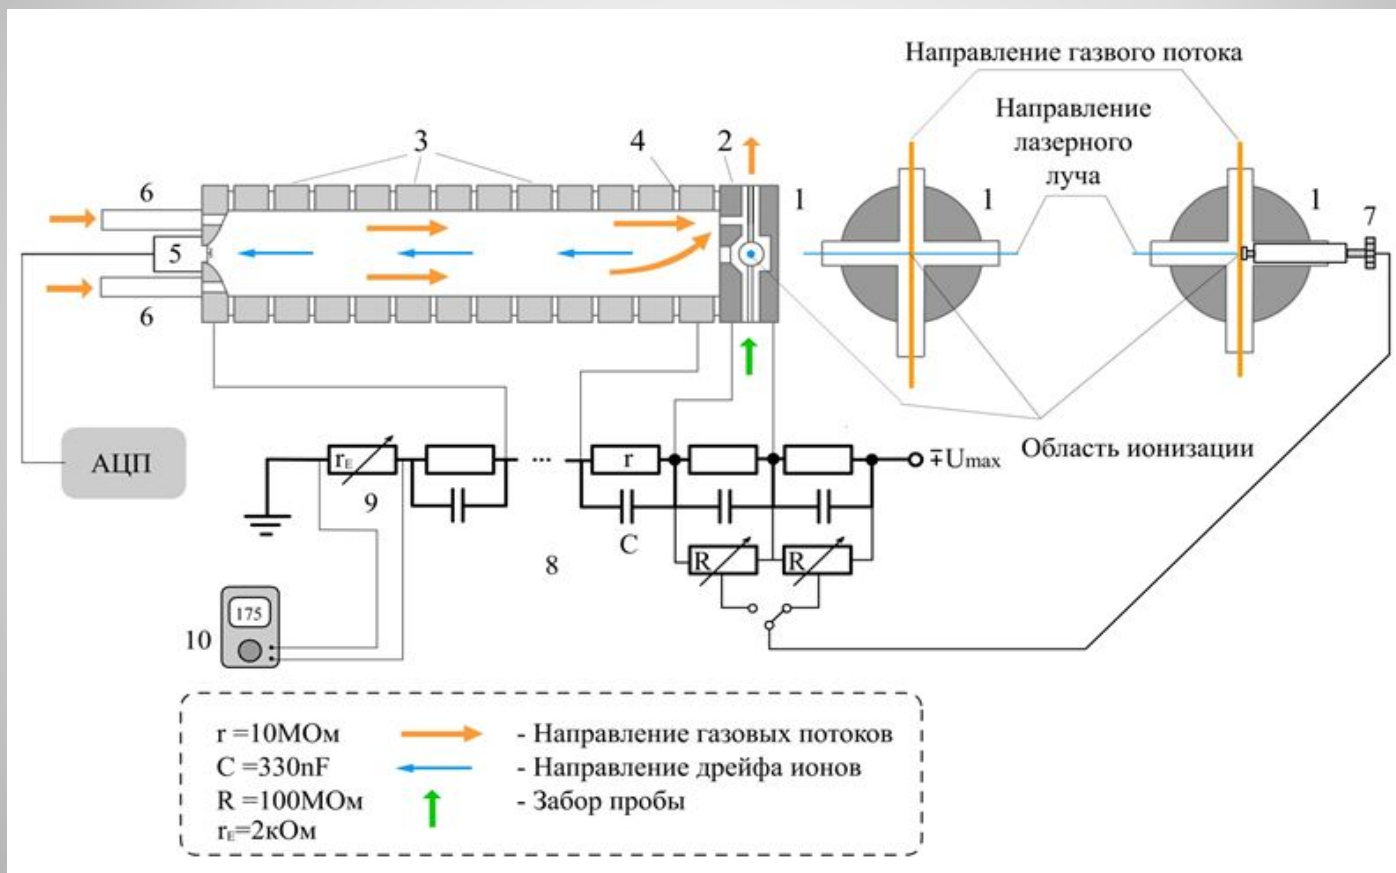 Направление газвого потока
Направление
лазерного
луча
3
4
2
6
1
1
1
7
5
6
АЦП
rE
r
∓Umax
Область ионизации
9
C
8
R
R
175
10
r =10МОм
- Направление газовых потоков
C =330nF
- Направление дрейфа ионов
R =100МОм
- Забор пробы
rE=2кОм
...